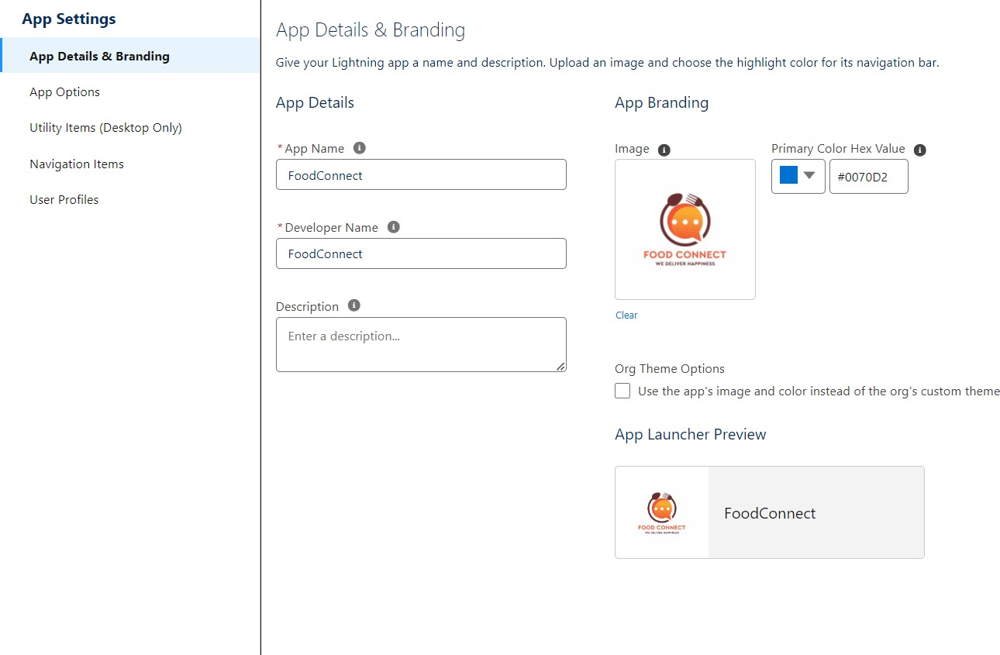 App Settings
App Details & Branding
App Options
Utility Items (Desktop Only)
Navigation Items
User Profiles
App Details & Branding
Give your Lightning app a name and description. Upload an image and choose the highlight color for its navigation bar.
App Details
*App Name
FoodConnect
*Developer Name
FoodConnect
Description
Enter a description...
App Branding
Image
FOOD CONNECT
WE DELIVER HAPPINESS
Clear
Primary Color Hex Value
#0070D2
Org Theme Options
Use the app's image and color instead of the org's custom theme
App Launcher Preview
FOOD CONNECT
WE DELIVER HAPPINESS
FoodConnect